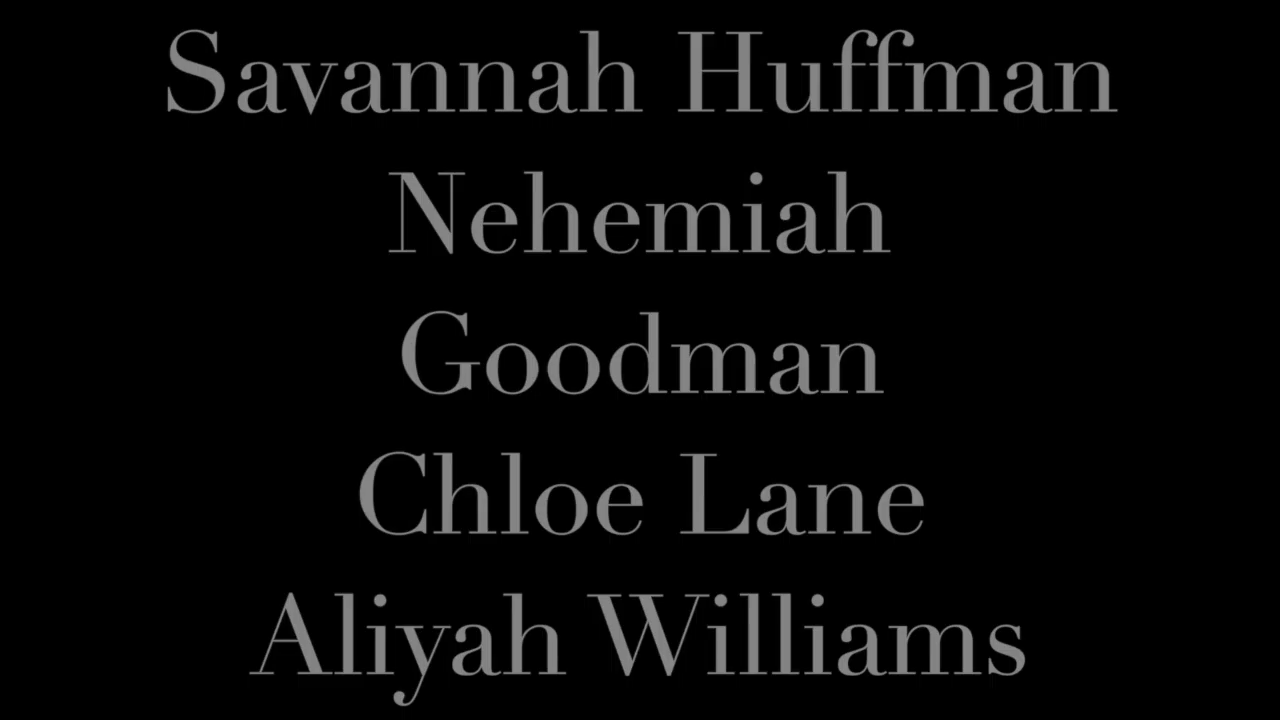 Savannah Huffman
Nehemiah
Goodman
Chloe Lane
Aliyah Williams